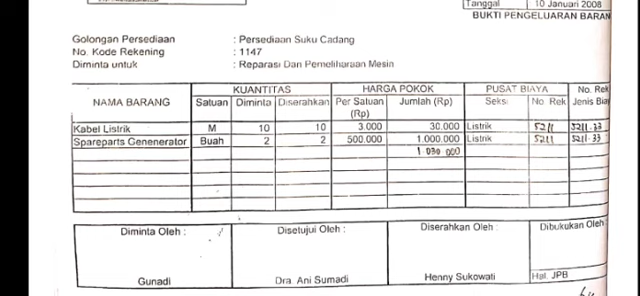 Tanggal 10 Januari 2008
BUKTI PENGELUARAN BARAN
Golongan Persediaan : Persediaan Suku Cadang
No. Kode Rekening : 1147
Diminta untuk : Reparasi Dan Pemeliharaan Mesin
KUANTITAS HARGA POKOK PUSAT BIAYA No. Rek
NAMA BARANG Satuan Diminta Diserahkan Per Satuan (Rp) Jumlah (Rp) Seksi No. Rek Jenis Biay
Kabel Listrik M 10 10 3.000 30.000 Listrik 5211 5211.33
Spareparts Genenerator Buah 2 2 500.000 1.000.000 Listrik 5211 5211.33
1 030 000
Diminta Oleh : Disetujui Oleh : Diserahkan Oleh : Dibukukan Oleh
Gunadi Dra. Ani Sumadi Henny Sukowati Hal. JPB